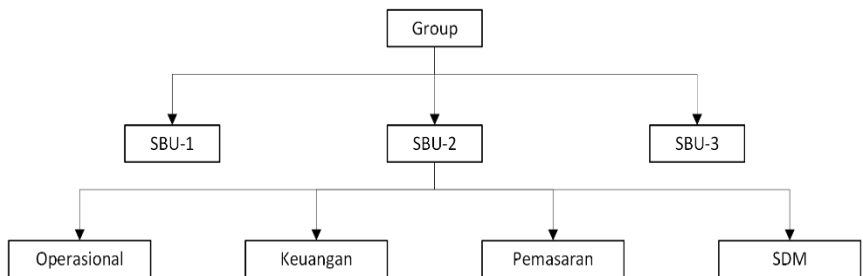 Group
SBU-1
SBU-2
SBU-3
Operasional
Keuangan
Pemasaran
SDM